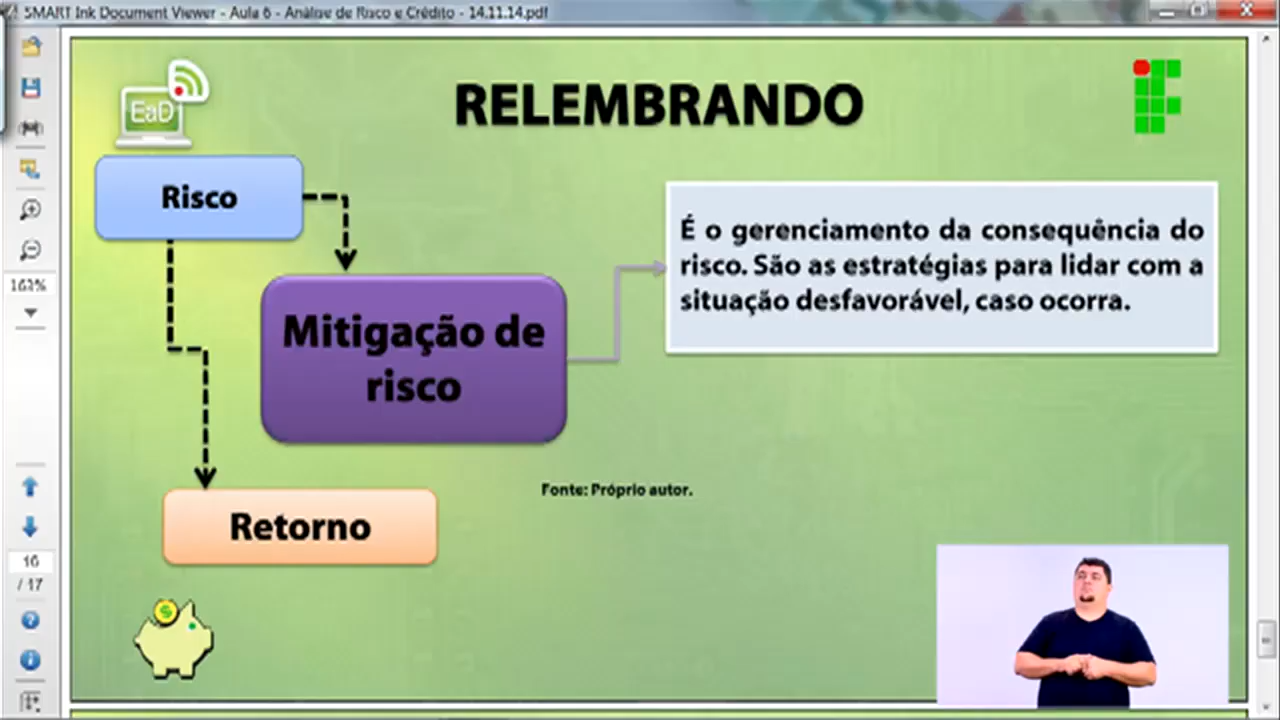 SMART Ink Document Viewer - Aula 6 - Análise de Risco e Crédito - 14.11.14.pdf
EaD
RELEMBRANDO
Risco
É o gerenciamento da consequência do
risco. São as estratégias para lidar com a
situação desfavorável, caso ocorra.
Mitigação de
risco
Fonte: Próprio autor.
Retorno
16
/ 17